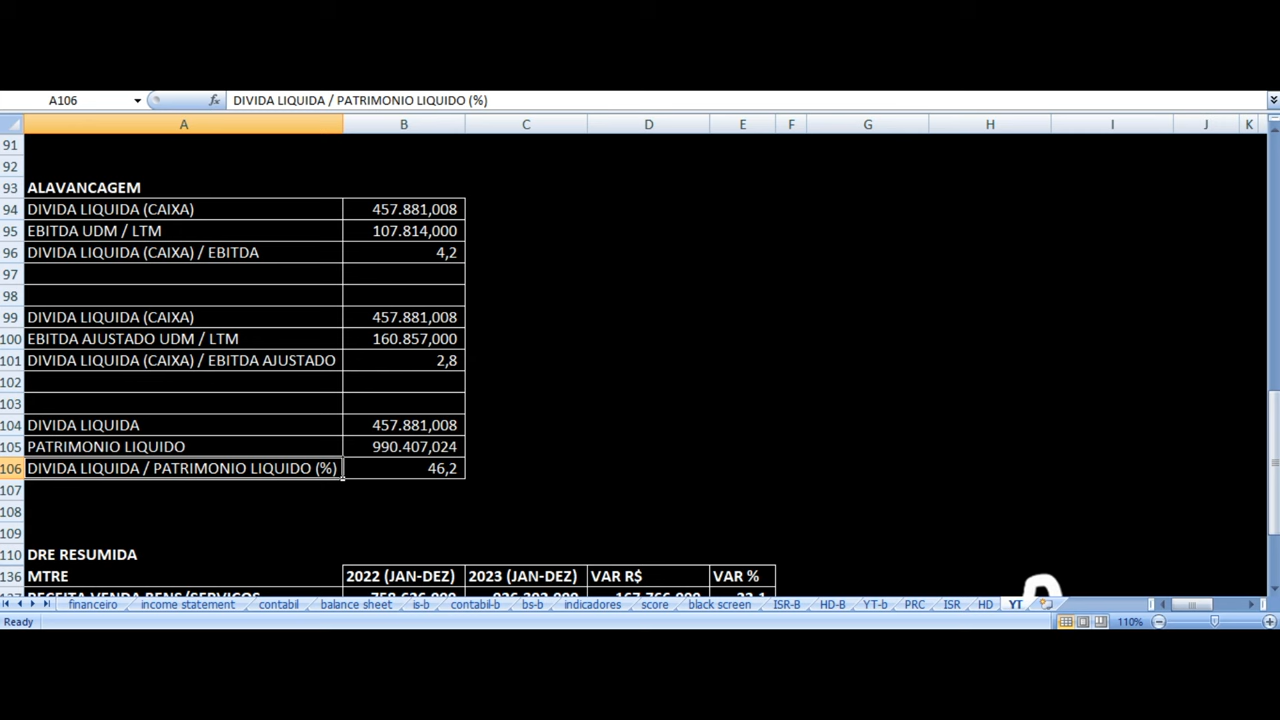 A106 fx DIVIDA LIQUIDA / PATRIMONIO LIQUIDO (%)
A B C D E F G H I J K
91
92
93 ALAVANCAGEM
94 DIVIDA LIQUIDA (CAIXA) 457.881,008
95 EBITDA UDM / LTM 107.814,000
96 DIVIDA LIQUIDA (CAIXA) / EBITDA 4,2
97
98
99 DIVIDA LIQUIDA (CAIXA) 457.881,008
100 EBITDA AJUSTADO UDM / LTM 160.857,000
101 DIVIDA LIQUIDA (CAIXA) / EBITDA AJUSTADO 2,8
102
103
104 DIVIDA LIQUIDA 457.881,008
105 PATRIMONIO LIQUIDO 990.407,024
106 DIVIDA LIQUIDA / PATRIMONIO LIQUIDO (%) 46,2
107
108
109
110 DRE RESUMIDA
136 MTRE 2022 (JAN-DEZ) 2023 (JAN-DEZ) VAR R$ VAR %
financeiro income statement contabil balance sheet is-b contabil-b bs-b indicadores score black screen ISR-B HD-B YT-b PRC ISR HD YT
Ready 110%